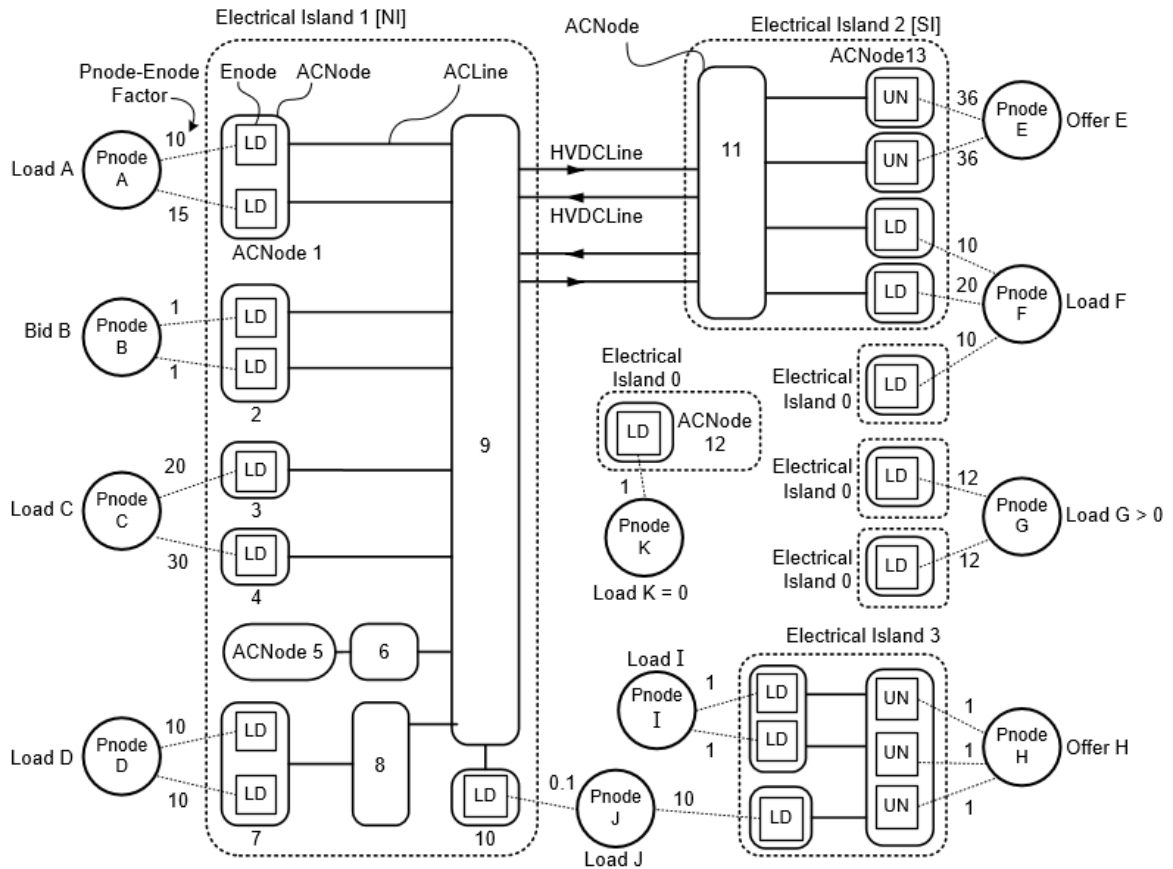 Electrical Island 1 [NI]
Pnode-Enode
Factor
Enode
ACNode
ACLine
Load A
Pnode
A
10
15
LD
LD
ACNode 1
Bid B
Pnode
B
1
1
LD
LD
2
Load C
Pnode
C
20
30
LD
3
LD
4
ACNode 5
6
Load D
Pnode
D
10
10
LD
LD
7
8
9
LD
10
HVDCLine
HVDCLine
ACNode
Electrical Island 2 [SI]
ACNode13
11
UN
UN
LD
LD
36
36
Pnode
E
Offer E
10
20
10
Pnode
F
Load F
Electrical
Island 0
LD
Electrical
Island 0
LD
ACNode
12
1
Pnode
K
Load K = 0
Electrical
Island 0
LD
12
Electrical
Island 0
LD
12
Pnode
G
Load G > 0
Electrical Island 3
Load I
Pnode
I
1
1
LD
LD
UN
UN
UN
1
1
1
Pnode
H
Offer H
0.1
Pnode
J
10
LD
Load J